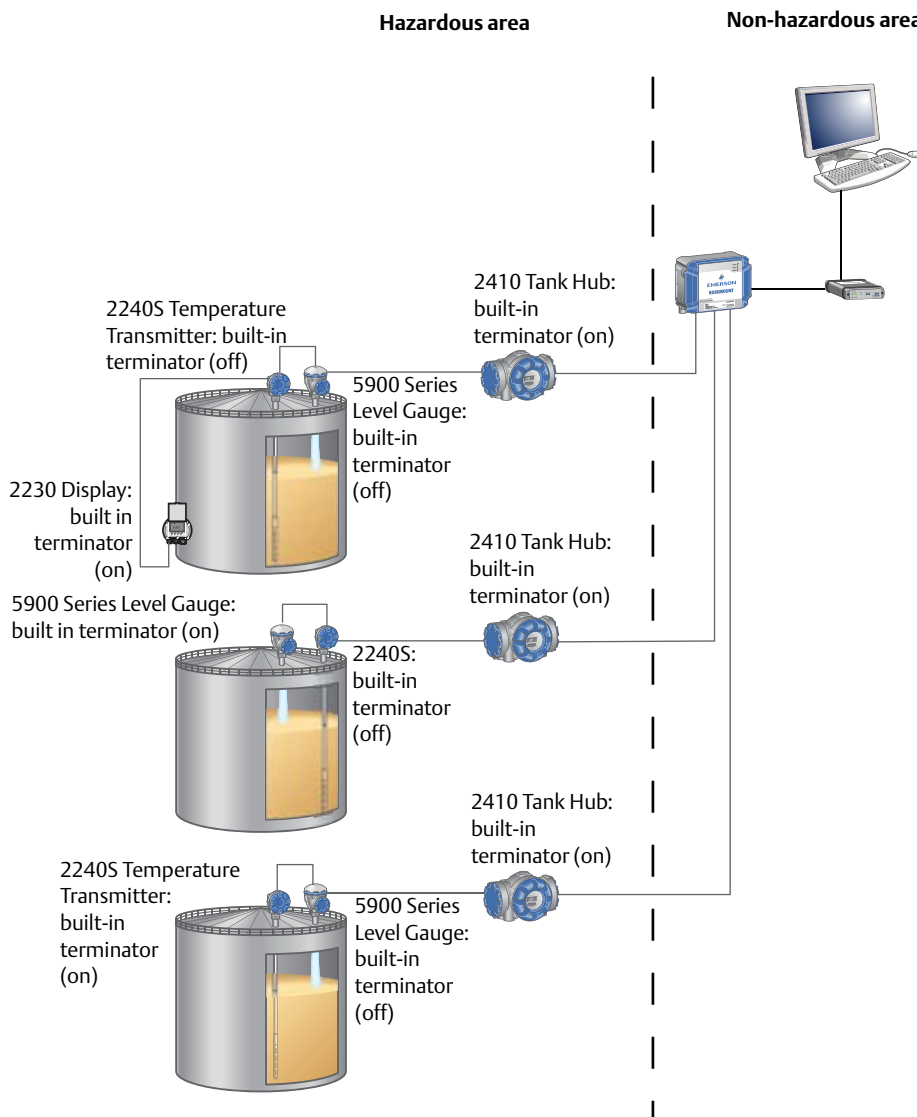 Hazardous area
Non-hazardous area
EMERSON
ROSEMOUNT
2410 Tank Hub:
built-in
terminator (on)
2240S Temperature
Transmitter: built-in
terminator (off)
5900 Series
Level Gauge:
built-in
terminator
(off)
2230 Display:
built in
terminator
(on)
2410 Tank Hub:
built-in
terminator (on)
5900 Series Level Gauge:
built in terminator (on)
2240S:
built-in
terminator
(off)
2410 Tank Hub:
built-in
terminator (on)
2240S Temperature
Transmitter:
built-in
terminator
(on)
5900 Series
Level Gauge:
built-in
terminator
(off)